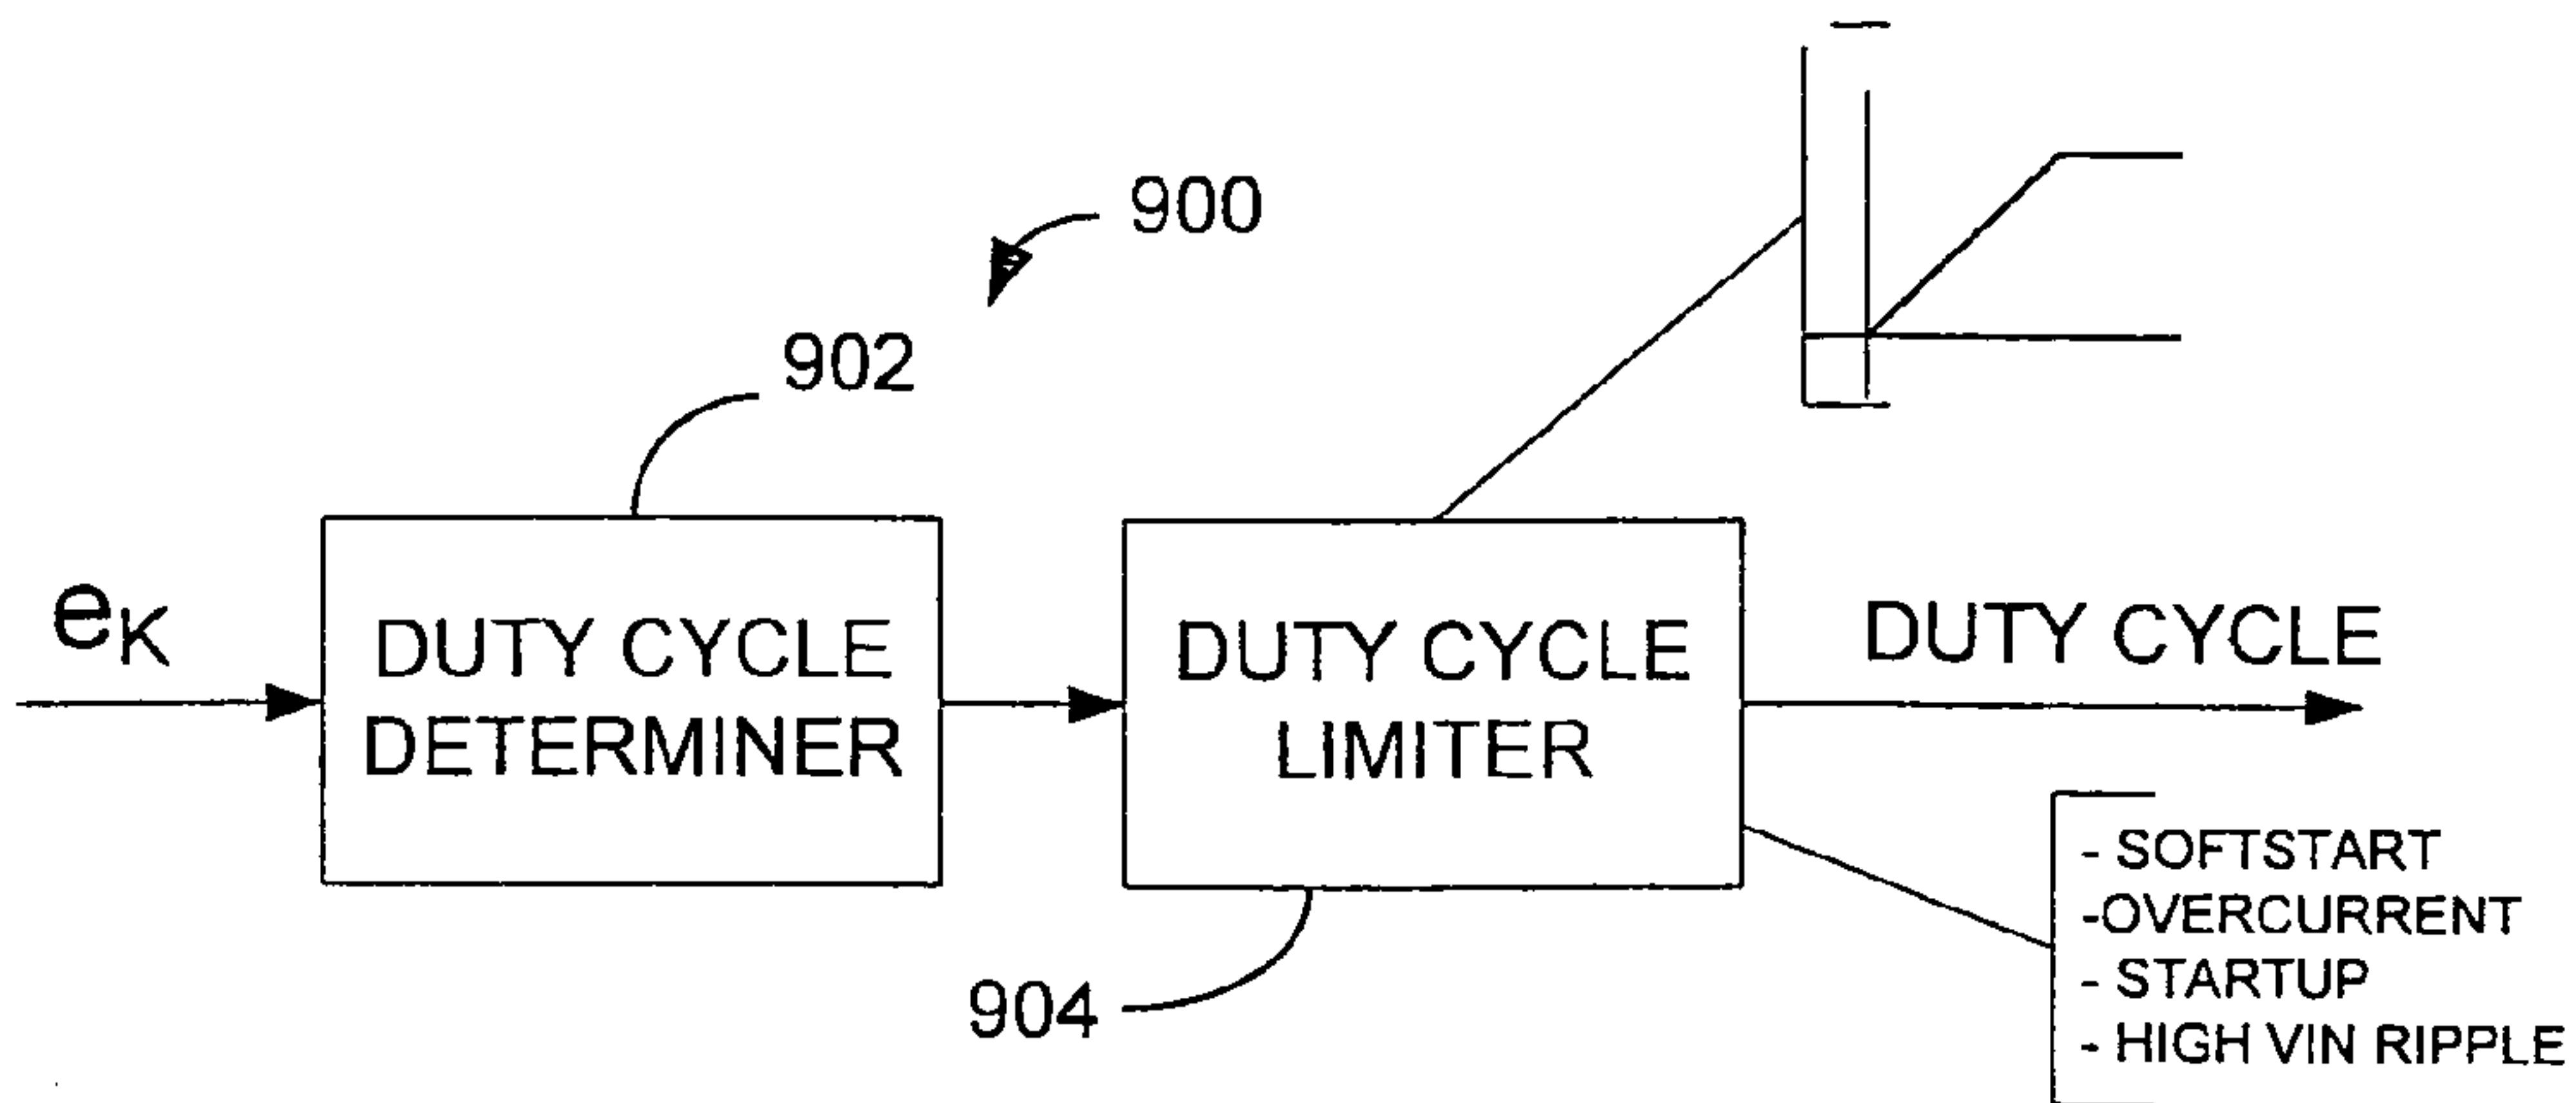 900
902
eK
DUTY CYCLE
DETERMINER
DUTY CYCLE
LIMITER
DUTY CYCLE
904
- SOFTSTART
-OVERCURRENT
- STARTUP
- HIGH VIN RIPPLE